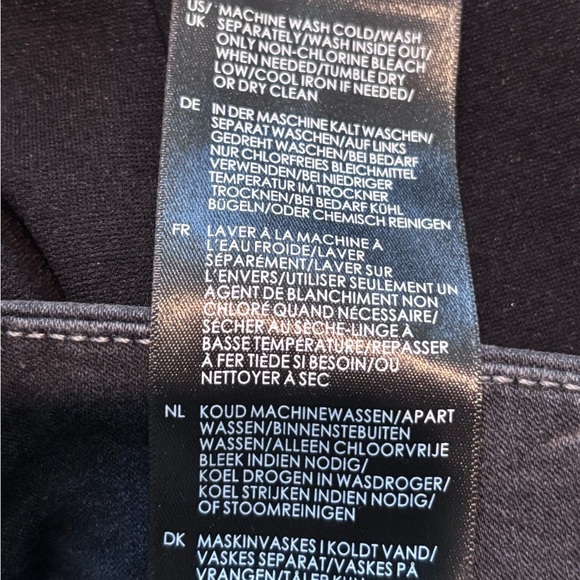 US/ MACHINE WASH COLD/WASH
UK SEPARATELY/WASH INSIDE OUT/
ONLY NON-CHLORINE BLEACH
WHEN NEEDED/TUMBLE DRY
LOW/COOL IRON IF NEEDED/
OR DRY CLEAN
DE IN DER MASCHINE KALT WASCHEN/
SEPARAT WASCHEN/AUF LINKS
GEDREHT WASCHEN/BEI BEDARF
NUR CHLORFREIES BLEICHMITTEL
VERWENDEN/BEI NIEDRIGER
TEMPERATUR IM TROCKNER
TROCKNEN/BEI BEDARF KÜHL
BÜGELN/ODER CHEMISCH REINIGEN
FR LAVER À LA MACHINE À
L'EAU FROIDE/LAVER
SÉPARÉMENT/LAVER SUR
L'ENVERS/UTILISER SEULEMENT UN
AGENT DE BLANCHIMENT NON
CHLORÉ QUAND NÉCESSAIRE/
SÉCHER AU SÈCHE-LINGE À
BASSE TEMPÉRATURE/REPASSER
À FER TIÈDE SI BESOIN/OU
NETTOYER À SEC
NL KOUD MACHINEWASSEN/APART
WASSEN/BINNENSTEBUITEN
WASSEN/ALLEEN CHLOORVRIJE
BLEEK INDIEN NODIG/
KOEL DROGEN IN WASDROGER/
KOEL STRIJKEN INDIEN NODIG/
OF STOOMREINIGEN
DK MASKINVASKES I KOLDT VAND/
VASKES SEPARAT/VASKES PÅ
VRANGEN/TÅLER KUN